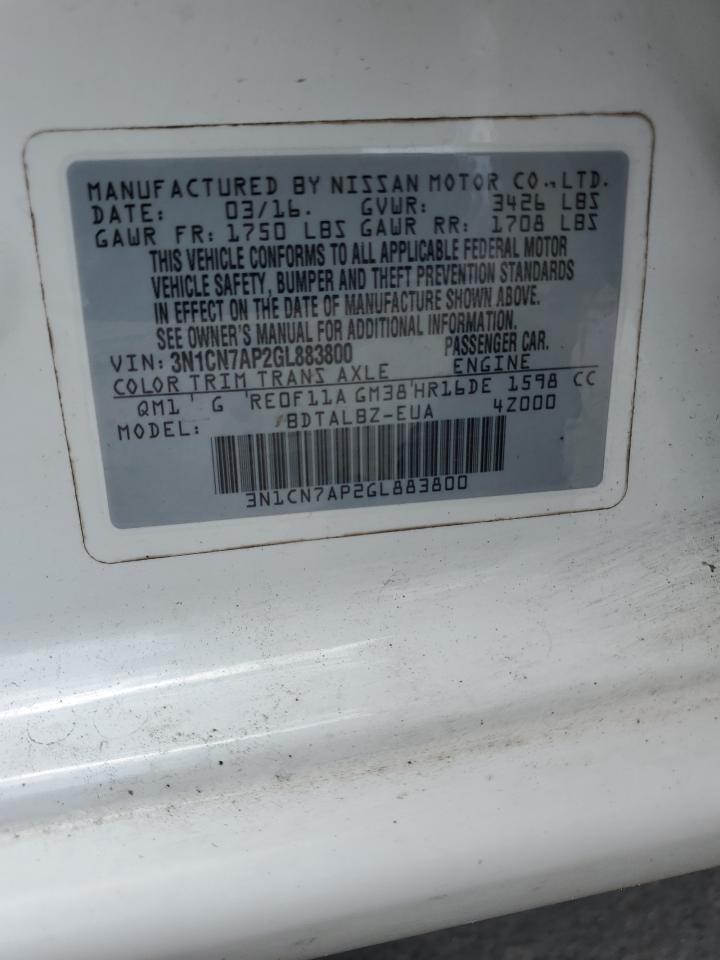 MANUFACTURED BY NISSAN MOTOR CO., LTD.
DATE: 03/16. GVWR: 3426 LBS
GAWR FR: 1750 LBS GAWR RR: 1708 LBS
THIS VEHICLE CONFORMS TO ALL APPLICABLE FEDERAL MOTOR
VEHICLE SAFETY, BUMPER AND THEFT PREVENTION STANDARDS
IN EFFECT ON THE DATE OF MANUFACTURE SHOWN ABOVE.
SEE OWNER'S MANUAL FOR ADDITIONAL INFORMATION.
VIN: 3N1CN7AP2GL883800 PASSENGER CAR.
COLOR TRIM TRANS AXLE ENGINE
QM1 G RE0F11A GM38 HR16DE 1598 CC
MODEL: BDTALBZ-EUA 4Z000
3N1CN7AP2GL883800